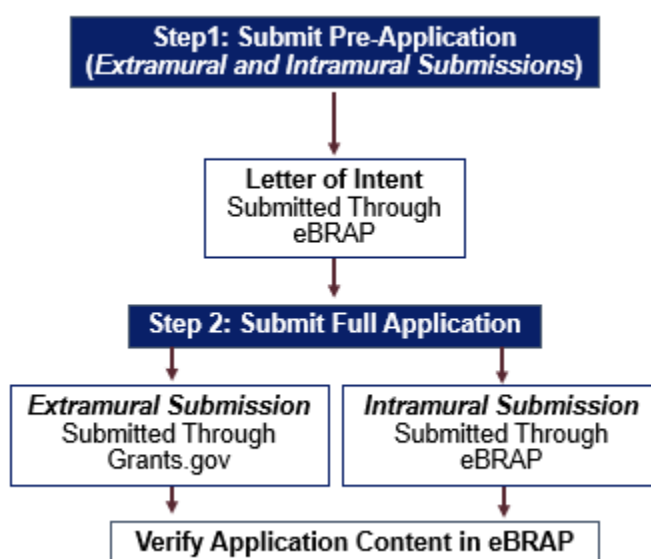 Step1: Submit Pre-Application
(Extramural and Intramural Submissions)
Letter of Intent
Submitted Through
eBRAP
Step 2: Submit Full Application
Extramural Submission
Submitted Through
Grants.gov
Intramural Submission
Submitted Through
eBRAP
Verify Application Content in eBRAP